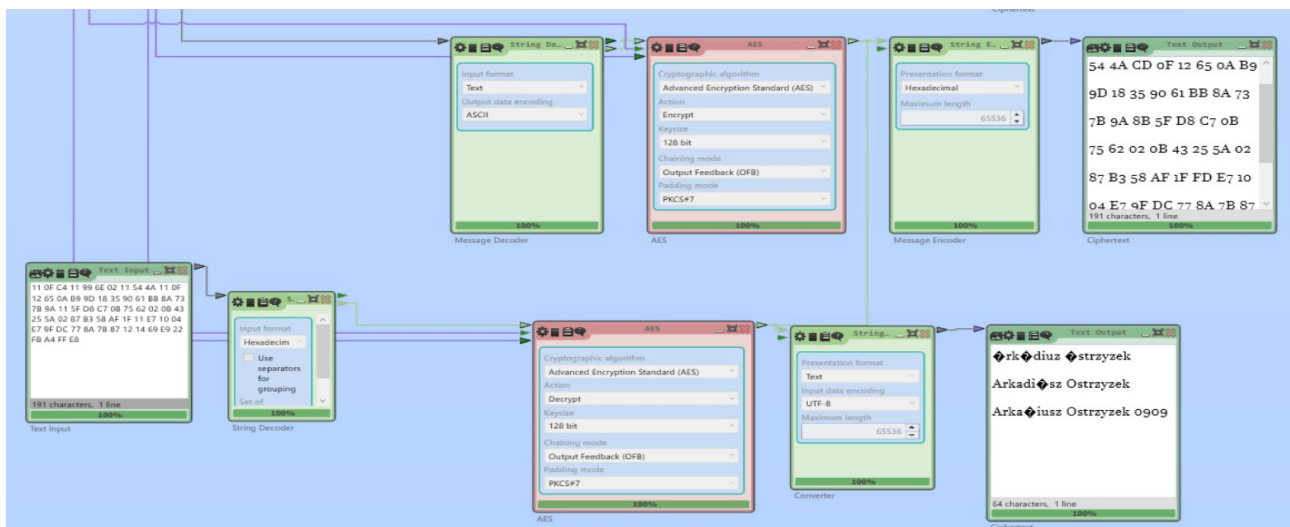 Ciphertext
String De...
Input format
Text
Output data encoding
ASCII
100%
Message Decoder
AES
Cryptographic algorithm
Advanced Encryption Standard (AES)
Action
Encrypt
Keysize
128 bit
Chaining mode
Output Feedback (OFB)
Padding mode
PKCS#7
100%
AES
String E...
Presentation format
Hexadecimal
Maximum length
65536
100%
Message Encoder
Text Output
54 4A CD 0F 12 65 0A B9
9D 18 35 90 61 BB 8A 73
7B 9A 8B 5F D8 C7 0B
75 62 02 0B 43 25 5A 02
87 B3 58 AF 1F FD E7 10
04 E7 9F DC 77 8A 7B 87
191 characters, 1 line
100%
Ciphertext
Text Input
11 0F C4 11 99 6E 02 11 54 4A 11 0F
12 65 0A B9 9D 18 35 90 61 BB 8A 73
7B 9A 11 5F D8 C7 0B 75 62 02 0B 43
25 5A 02 87 B3 58 AF 1F 11 E7 10 04
E7 9F DC 77 8A 7B 87 12 14 69 E9 22
FB A4 FF E8
191 characters, 1 line
100%
Text Input
S...
Input format
Hexadecim
Use
separators
for
grouping
Set of
100%
String Decoder
AES
Cryptographic algorithm
Advanced Encryption Standard (AES)
Action
Decrypt
Keysize
128 bit
Chaining mode
Output Feedback (OFB)
Padding mode
PKCS#7
100%
AES
String...
Presentation format
Text
Input data encoding
UTF-8
Maximum length
65536
100%
Converter
Text Output
�rk�diuz �strzyzek
Arkadi�sz Ostrzyzek
Arka�iusz Ostrzyzek 0909
64 characters, 1 line
100%
Ciphertext